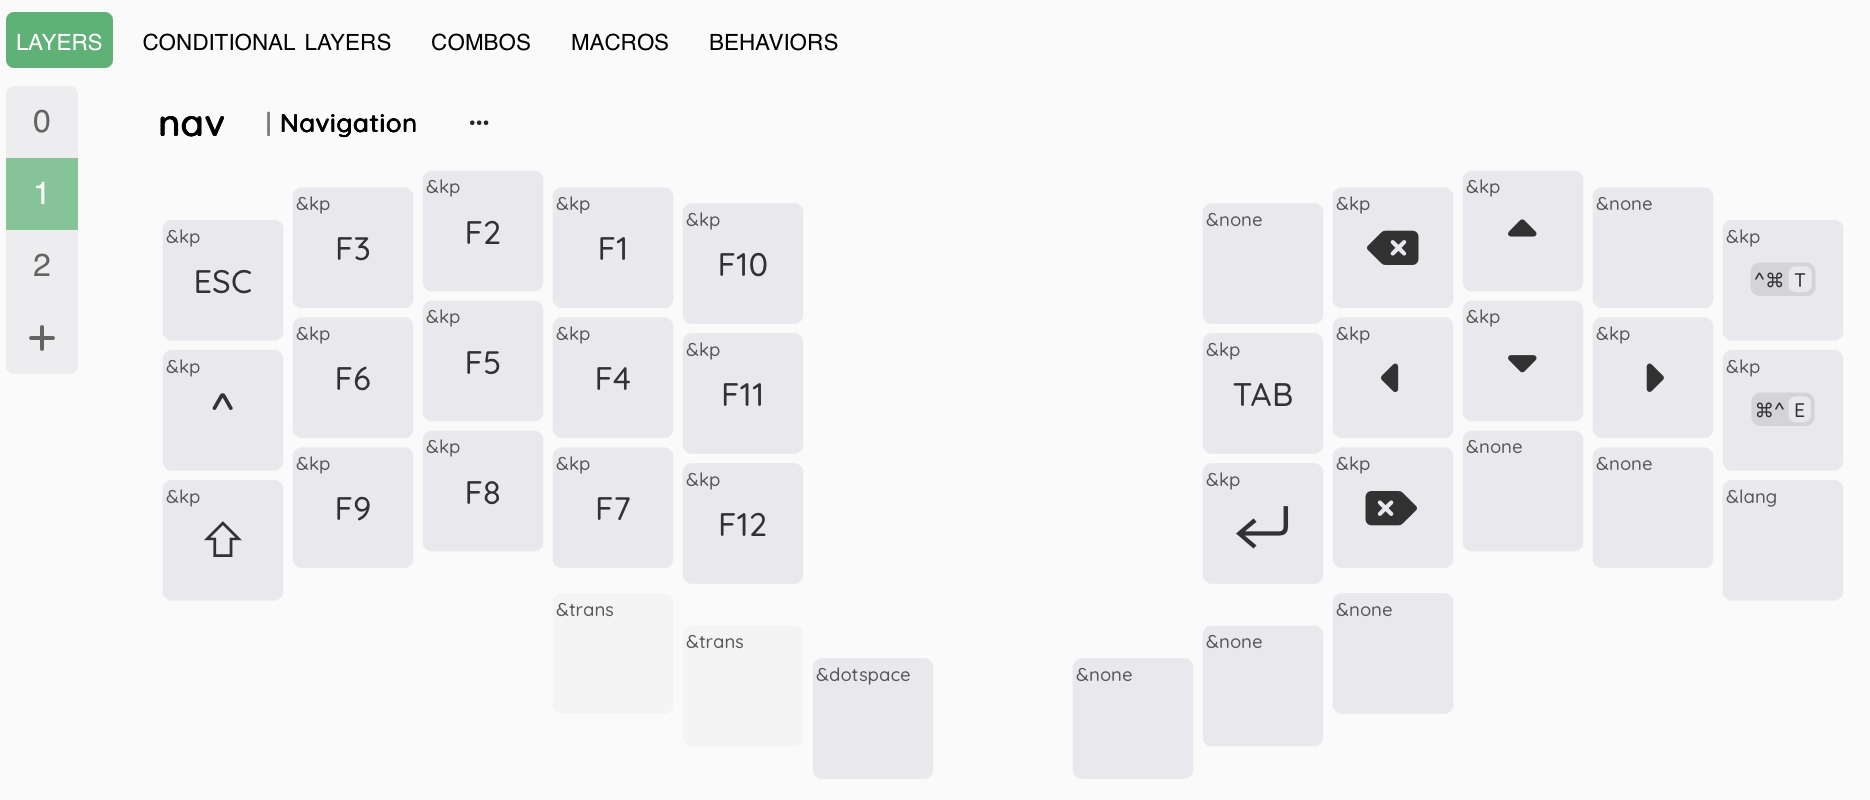 LAYERS CONDITIONAL LAYERS COMBOS MACROS BEHAVIORS
0
1
2
+
nav | Navigation ...
&kp ESC
&kp F3
&kp F2
&kp F1
&kp F10
&none
&kp
&kp
&none
&kp ^⌘ T
&kp ^
&kp F6
&kp F5
&kp F4
&kp F11
&kp TAB
&kp
&kp
&kp
&kp ⌘^ E
&kp
&kp F9
&kp F8
&kp F7
&kp F12
&kp
&kp
&none
&none
&lang
&trans
&trans
&dotspace
&none
&none
&none